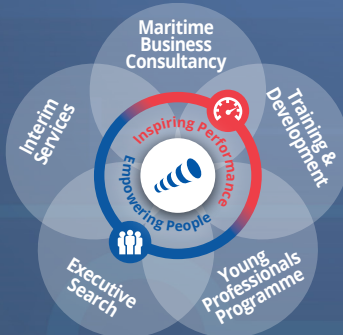 Maritime
Business
Consultancy
Training &
Development
Young
Professionals
Programme
Executive
Search
Interim
Services
Inspiring Performance
Empowering People